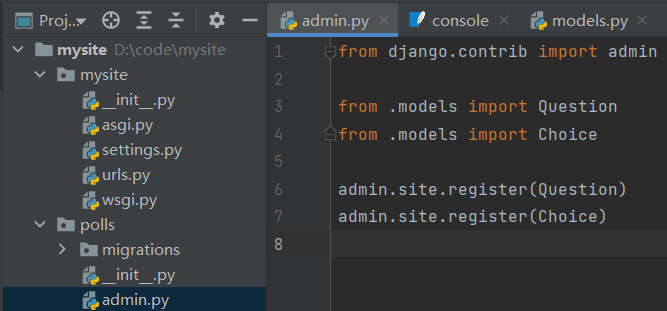 Proj...
mysite D:\code\mysite
mysite
__init__.py
asgi.py
settings.py
urls.py
wsgi.py
polls
migrations
__init__.py
admin.py
admin.py
console
models.py
1 from django.contrib import admin
2
3 from .models import Question
4 from .models import Choice
5
6 admin.site.register(Question)
7 admin.site.register(Choice)
8